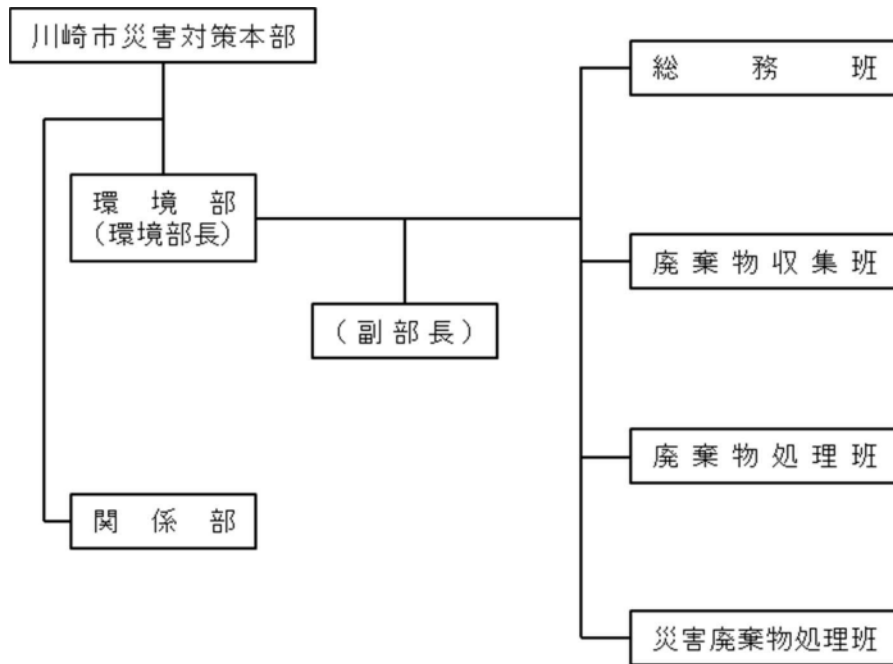 川崎市災害対策本部
総務班
環境部
（環境部長）
廃棄物収集班
（副部長）
廃棄物処理班
関係部
災害廃棄物処理班